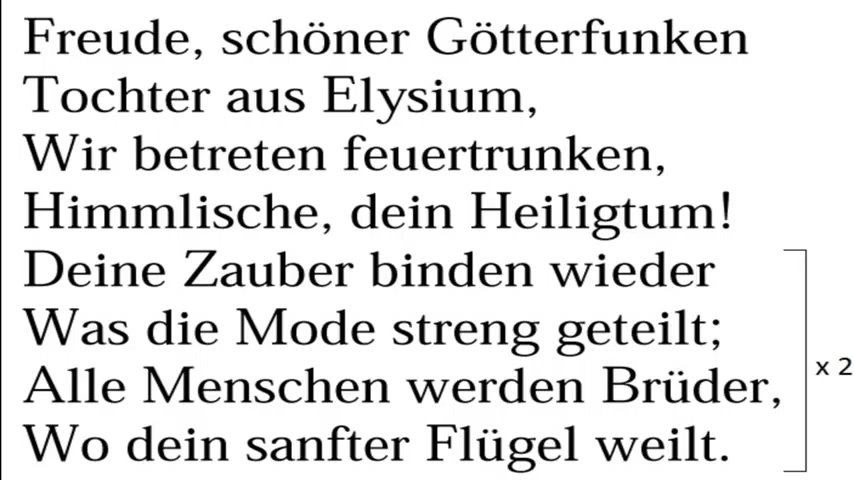 Freude, schöner Götterfunken
Tochter aus Elysium,
Wir betreten feuertrunken,
Himmlische, dein Heiligtum!
Deine Zauber binden wieder
Was die Mode streng geteilt;
Alle Menschen werden Brüder,
Wo dein sanfter Flügel weilt.
x 2